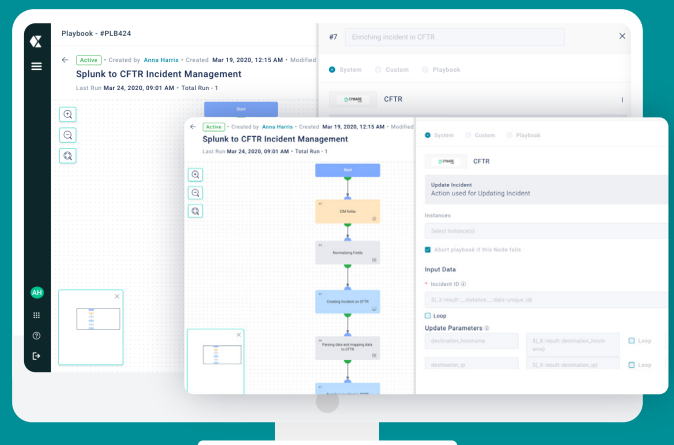 Playbook - #PLB424
Active • Created by Anna Harris • Created Mar 19, 2020, 12:15 AM • Modified
Splunk to CFTR Incident Management
Last Run Mar 24, 2020, 09:01 AM • Total Run - 1
Start
AH
#7 Enriching incident in CFTR
System Custom Playbook
CYWARE CFTR
Active • Created by Anna Harris • Created Mar 19, 2020, 12:15 AM • Modified
Splunk to CFTR Incident Management
Last Run Mar 24, 2020, 09:01 AM • Total Run - 1
Start
CIM fields
Normalizing Fields
Creating Incident on CFTR
Parsing data and mapping data
to CFTR
System Custom Playbook
CYWARE CFTR
Update Incident
Action used for Updating Incident
Instances
Select Instance(s)
Abort playbook if this Node fails
Input Data
* Incident ID
Loop
Update Parameters
destination_hostname
Loop
destination_ip
Loop